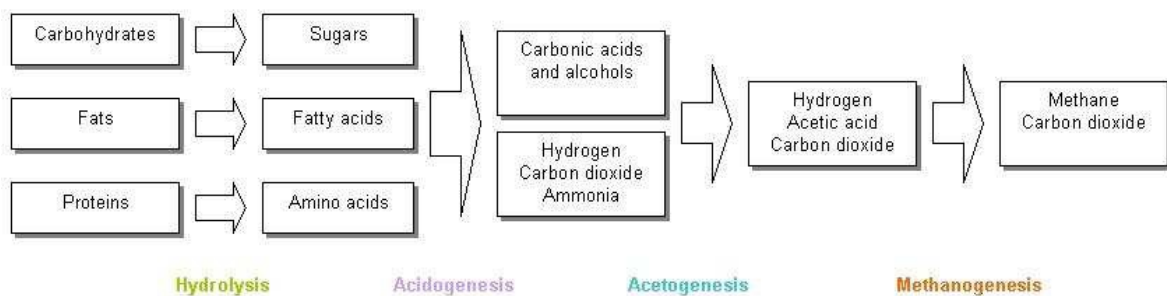 Carbohydrates
Sugars
Carbonic acids
and alcohols
Fats
Fatty acids
Hydrogen
Carbon dioxide
Ammonia
Proteins
Amino acids
Hydrogen
Acetic acid
Carbon dioxide
Methane
Carbon dioxide
Hydrolysis
Acidogenesis
Acetogenesis
Methanogenesis